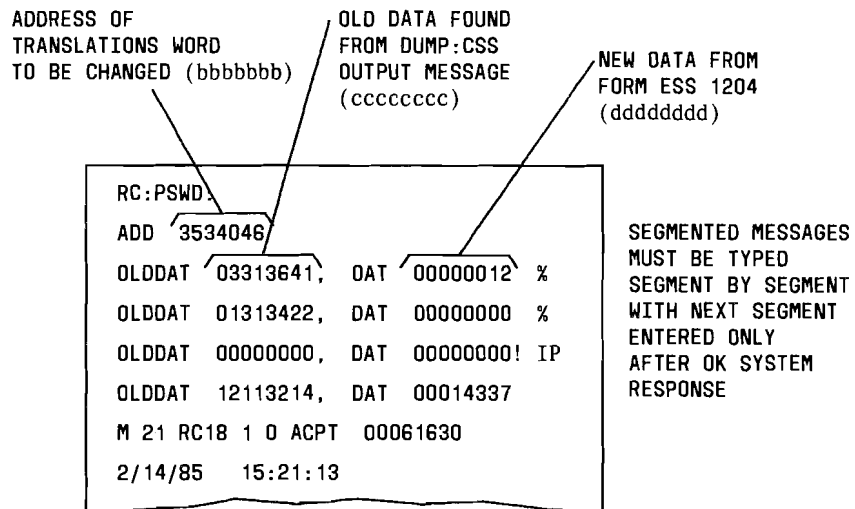 ADDRESS OF
TRANSLATIONS WORD
TO BE CHANGED (bbbbbbb)
OLD DATA FOUND
FROM DUMP:CSS
OUTPUT MESSAGE
(cccccccc)
NEW DATA FROM
FORM ESS 1204
(dddddddd)
RC:PSWD:
ADD 3534046
OLDDAT 03313641, DAT 00000012 %
OLDDAT 01313422, DAT 00000000 %
OLDDAT 00000000, DAT 00000000! IP
OLDDAT 12113214, DAT 00014337
M 21 RC18 1 0 ACPT 00061630
2/14/85 15:21:13
SEGMENTED MESSAGES
MUST BE TYPED
SEGMENT BY SEGMENT
WITH NEXT SEGMENT
ENTERED ONLY
AFTER OK SYSTEM
RESPONSE